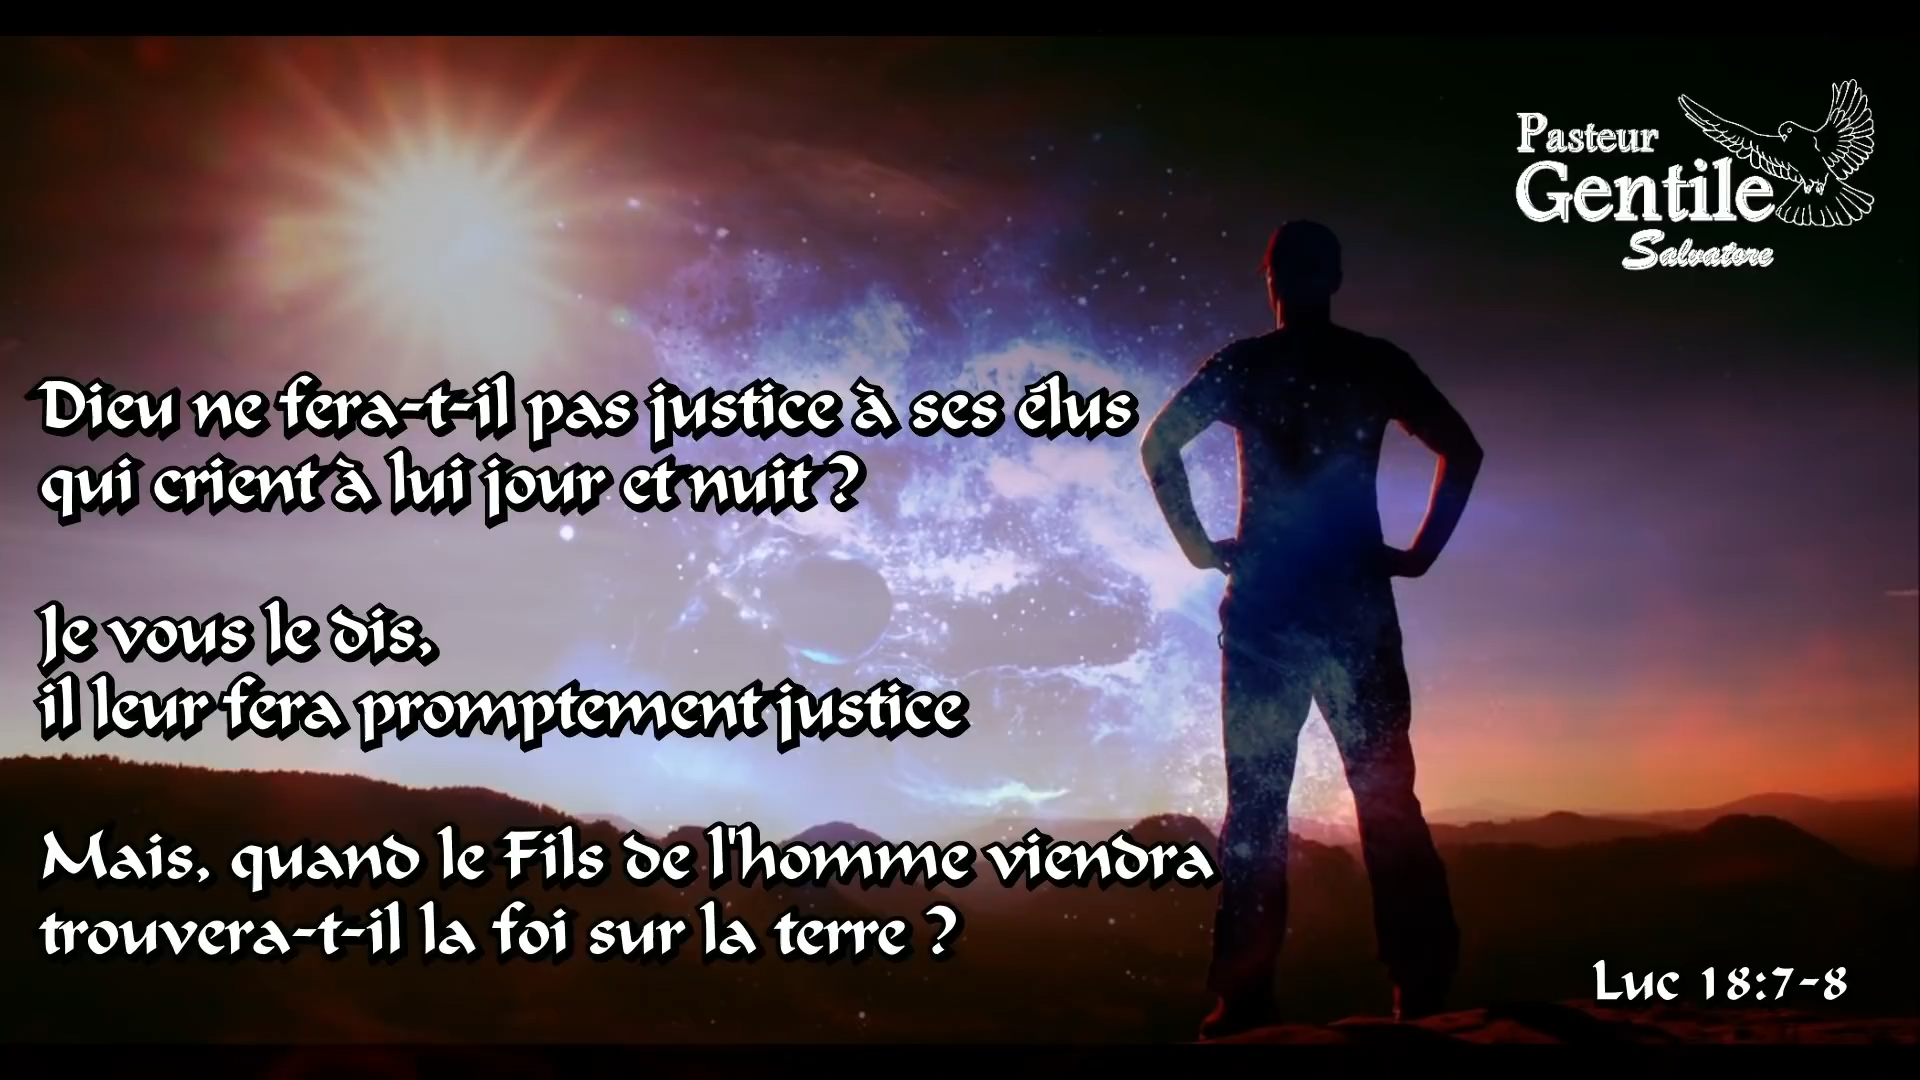 Pasteur
Gentile
Salvatore
Dieu ne fera-t-il pas justice à ses élus
qui crient à lui jour et nuit ?
Je vous le dis,
il leur fera promptement justice
Mais, quand le Fils de l'homme viendra
trouvera-t-il la foi sur la terre ?
Luc 18:7-8